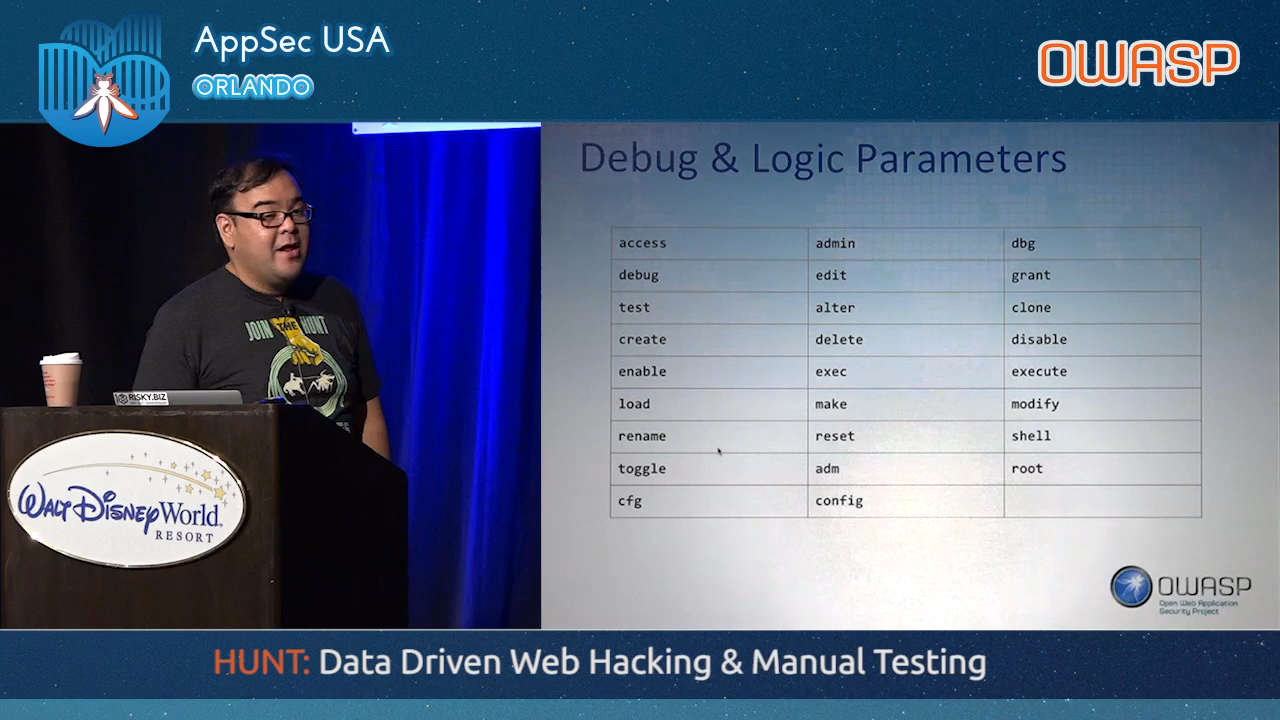 AppSec USA
ORLANDO
OWASP
JOIN THE HUNT
RISKY.BIZ
WALT DISNEY World
RESORT
Debug & Logic Parameters
access admin dbg
debug edit grant
test alter clone
create delete disable
enable exec execute
load make modify
rename reset shell
toggle adm root
cfg config
OWASP
Open Web Application
Security Project
HUNT: Data Driven Web Hacking & Manual Testing